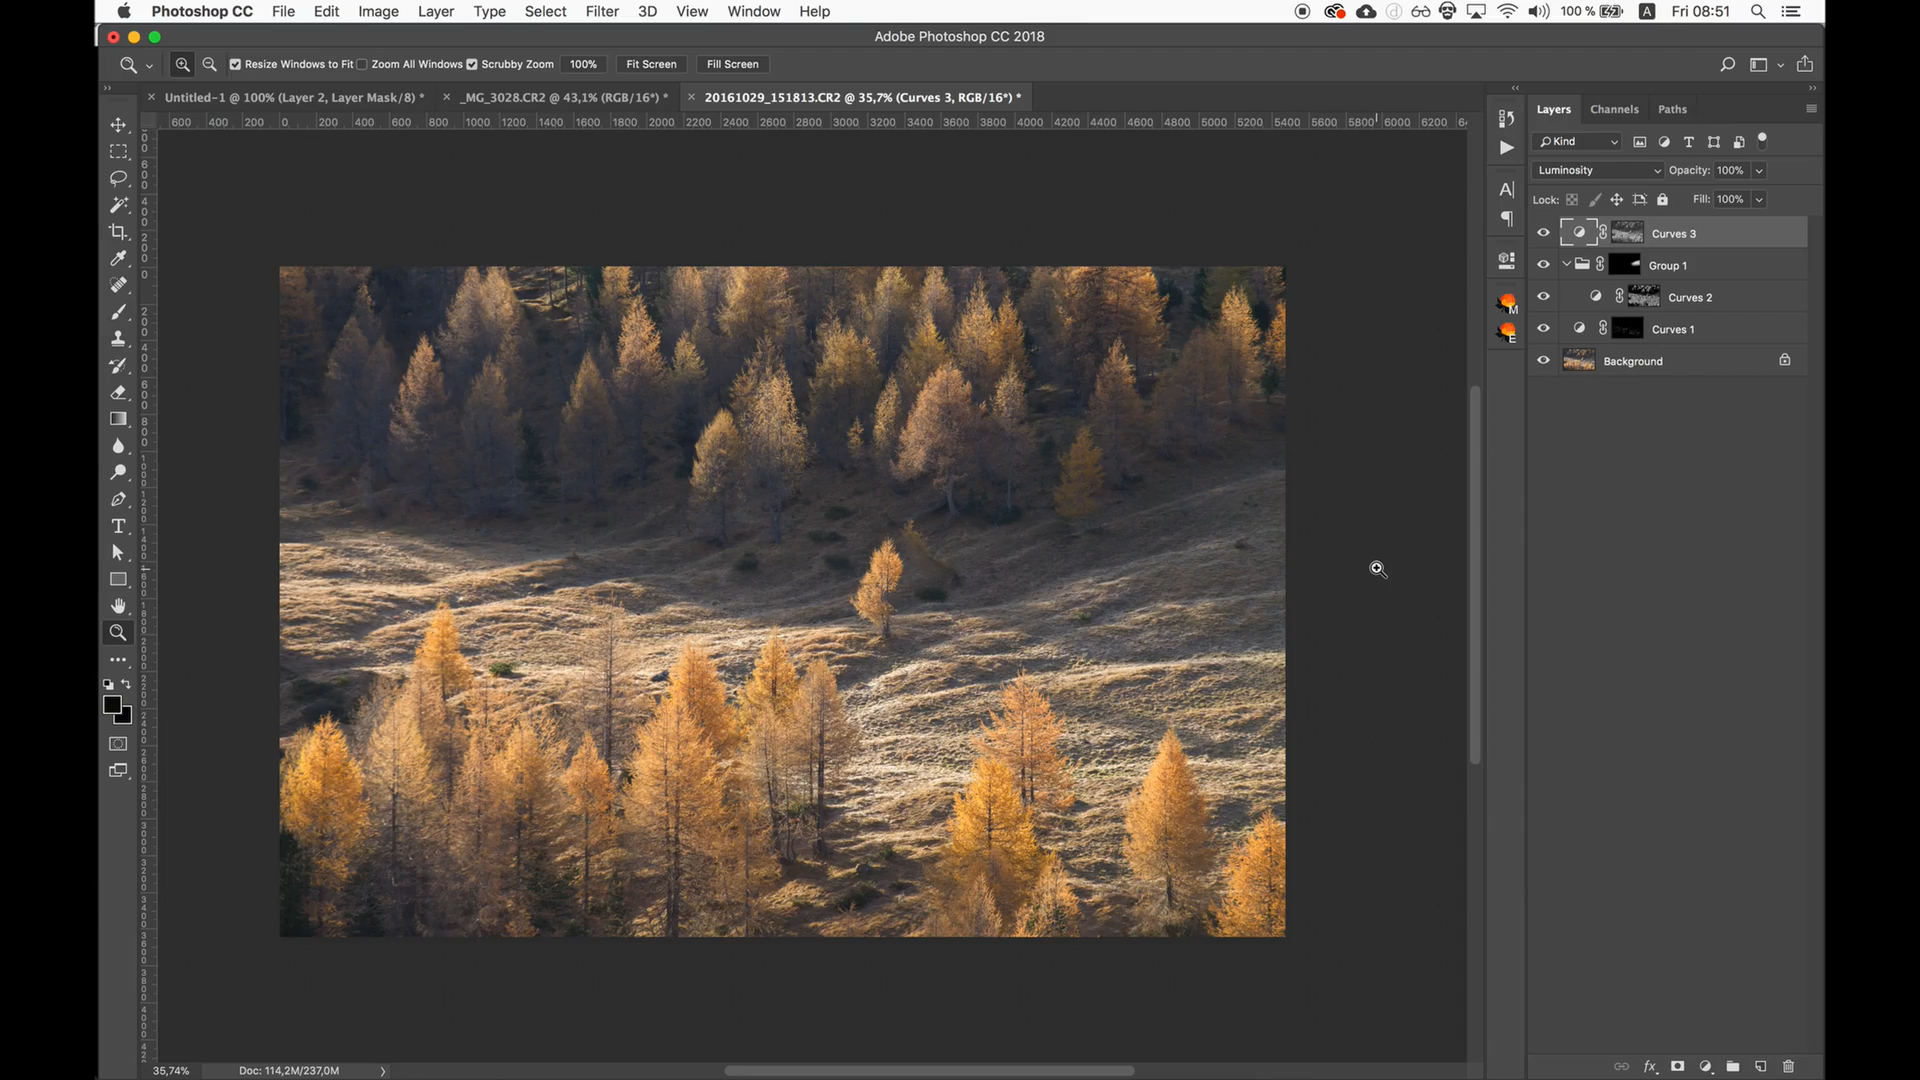 Photoshop CC File Edit Image Layer Type Select Filter 3D View Window Help 100 % A Fri 08:51
Adobe Photoshop CC 2018
Resize Windows to Fit Zoom All Windows Scrubby Zoom 100% Fit Screen Fill Screen
Untitled-1 @ 100% (Layer 2, Layer Mask/8) * _MG_3028.CR2 @ 43,1% (RGB/16*) * 20161029_151813.CR2 @ 35,7% (Curves 3, RGB/16*) *
600 400 200 0 200 400 600 800 1000 1200 1400 1600 1800 2000 2200 2400 2600 2800 3000 3200 3400 3600 3800 4000 4200 4400 4600 4800 5000 5200 5400 5600 5800 6000 6200
Layers Channels Paths
Kind
Luminosity Opacity: 100%
Lock: Fill: 100%
Curves 3
Group 1
Curves 2
Curves 1
Background
M
E
35,74% Doc: 114,2M/237,0M
fx